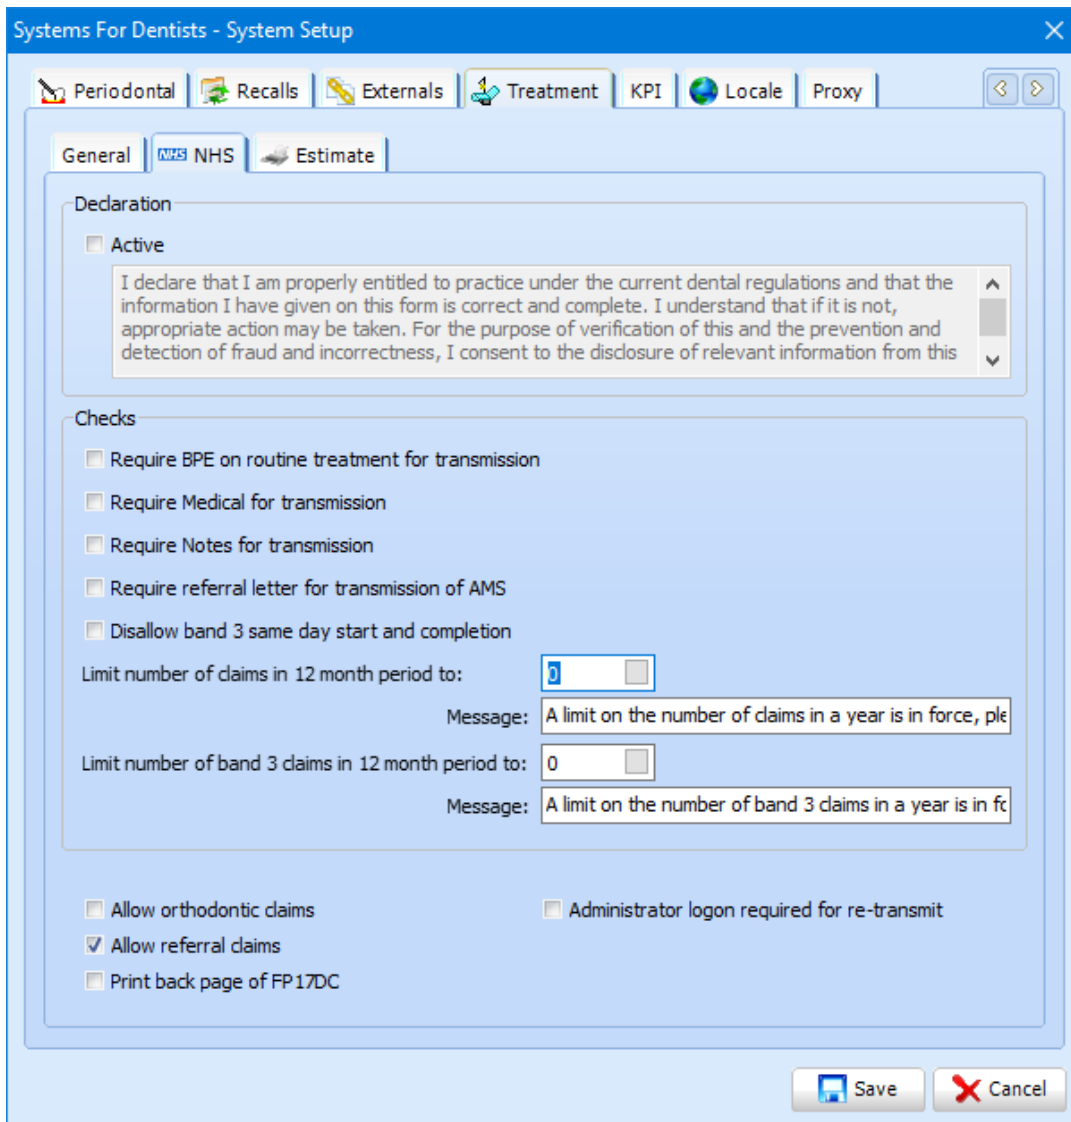 Systems For Dentists - System Setup
Periodontal Recalls Externals Treatment KPI Locale Proxy
General NHS NHS Estimate
Declaration
Active
I declare that I am properly entitled to practice under the current dental regulations and that the
information I have given on this form is correct and complete. I understand that if it is not,
appropriate action may be taken. For the purpose of verification of this and the prevention and
detection of fraud and incorrectness, I consent to the disclosure of relevant information from this
Checks
Require BPE on routine treatment for transmission
Require Medical for transmission
Require Notes for transmission
Require referral letter for transmission of AMS
Disallow band 3 same day start and completion
Limit number of claims in 12 month period to: 0
Message: A limit on the number of claims in a year is in force, ple
Limit number of band 3 claims in 12 month period to: 0
Message: A limit on the number of band 3 claims in a year is in fo
Allow orthodontic claims Administrator logon required for re-transmit
Allow referral claims
Print back page of FP17DC
Save Cancel